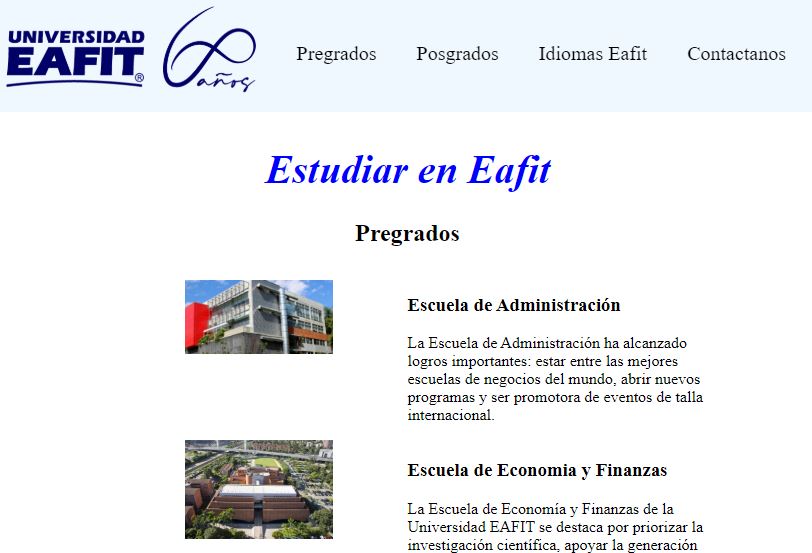 UNIVERSIDAD
EAFIT®
60 años
Pregrados Posgrados Idiomas Eafit Contactanos
Estudiar en Eafit
Pregrados
Escuela de Administración
La Escuela de Administración ha alcanzado
logros importantes: estar entre las mejores
escuelas de negocios del mundo, abrir nuevos
programas y ser promotora de eventos de talla
internacional.
Escuela de Economia y Finanzas
La Escuela de Economía y Finanzas de la
Universidad EAFIT se destaca por priorizar la
investigación científica, apoyar la generación